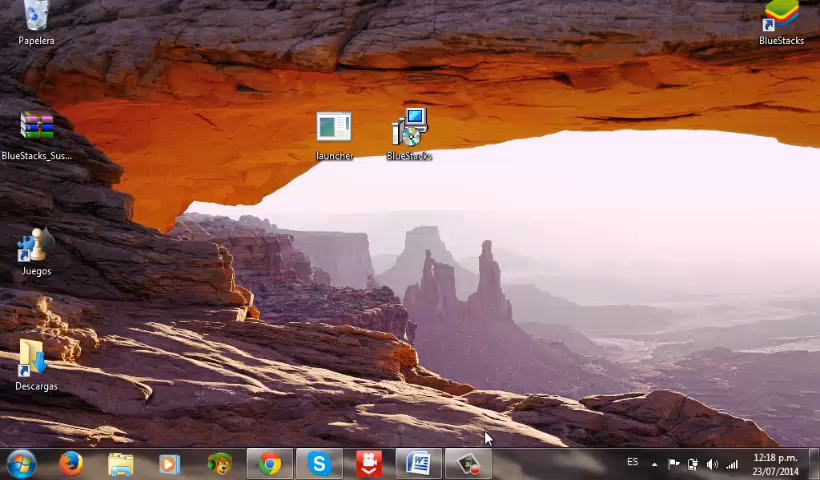 Papelera
BlueStacks
BlueStacks_Sus...
launcher
BlueStacks
Juegos
Descargas
ES
12:18 p.m.
23/07/2014